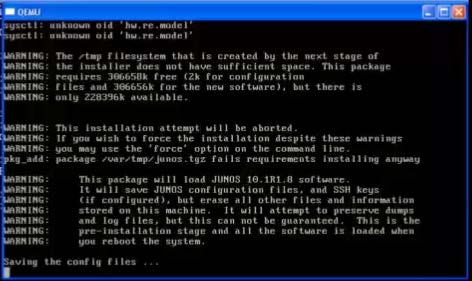 QEMU
sysctl: unknown oid 'hw.re.model'
sysctl: unknown oid 'hw.re.model'
WARNING: The /tmp filesystem that is created by the next stage of
WARNING: the installer does not have sufficient space. This package
WARNING: requires 306658k free (2k for configuration
WARNING: files and 306656k for the new software), but there is
WARNING: only 228396k available.
WARNING: This installation attempt will be aborted.
WARNING: If you wish to force the installation despite these warnings
WARNING: you may use the 'force' option on the command line.
pkg_add: package /var/tmp/junos.tgz fails requirements installing anyway
WARNING: This package will load JUNOS 10.1R1.8 software.
WARNING: It will save JUNOS configuration files, and SSH keys
WARNING: (if configured), but erase all other files and information
WARNING: stored on this machine. It will attempt to preserve dumps
WARNING: and log files, but this can not be guaranteed. This is the
WARNING: pre-installation stage and all the software is loaded when
WARNING: you reboot the system.
Saving the config files ...